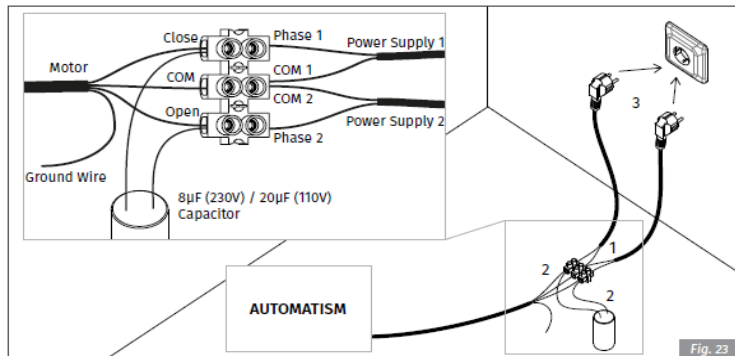 Close
Phase 1
Power Supply 1
Motor
COM
COM 1
COM 2
Open
Power Supply 2
Phase 2
Ground Wire
8µF (230V) / 20µF (110V)
Capacitor
3
1
2
2
AUTOMATISM
Fig. 23